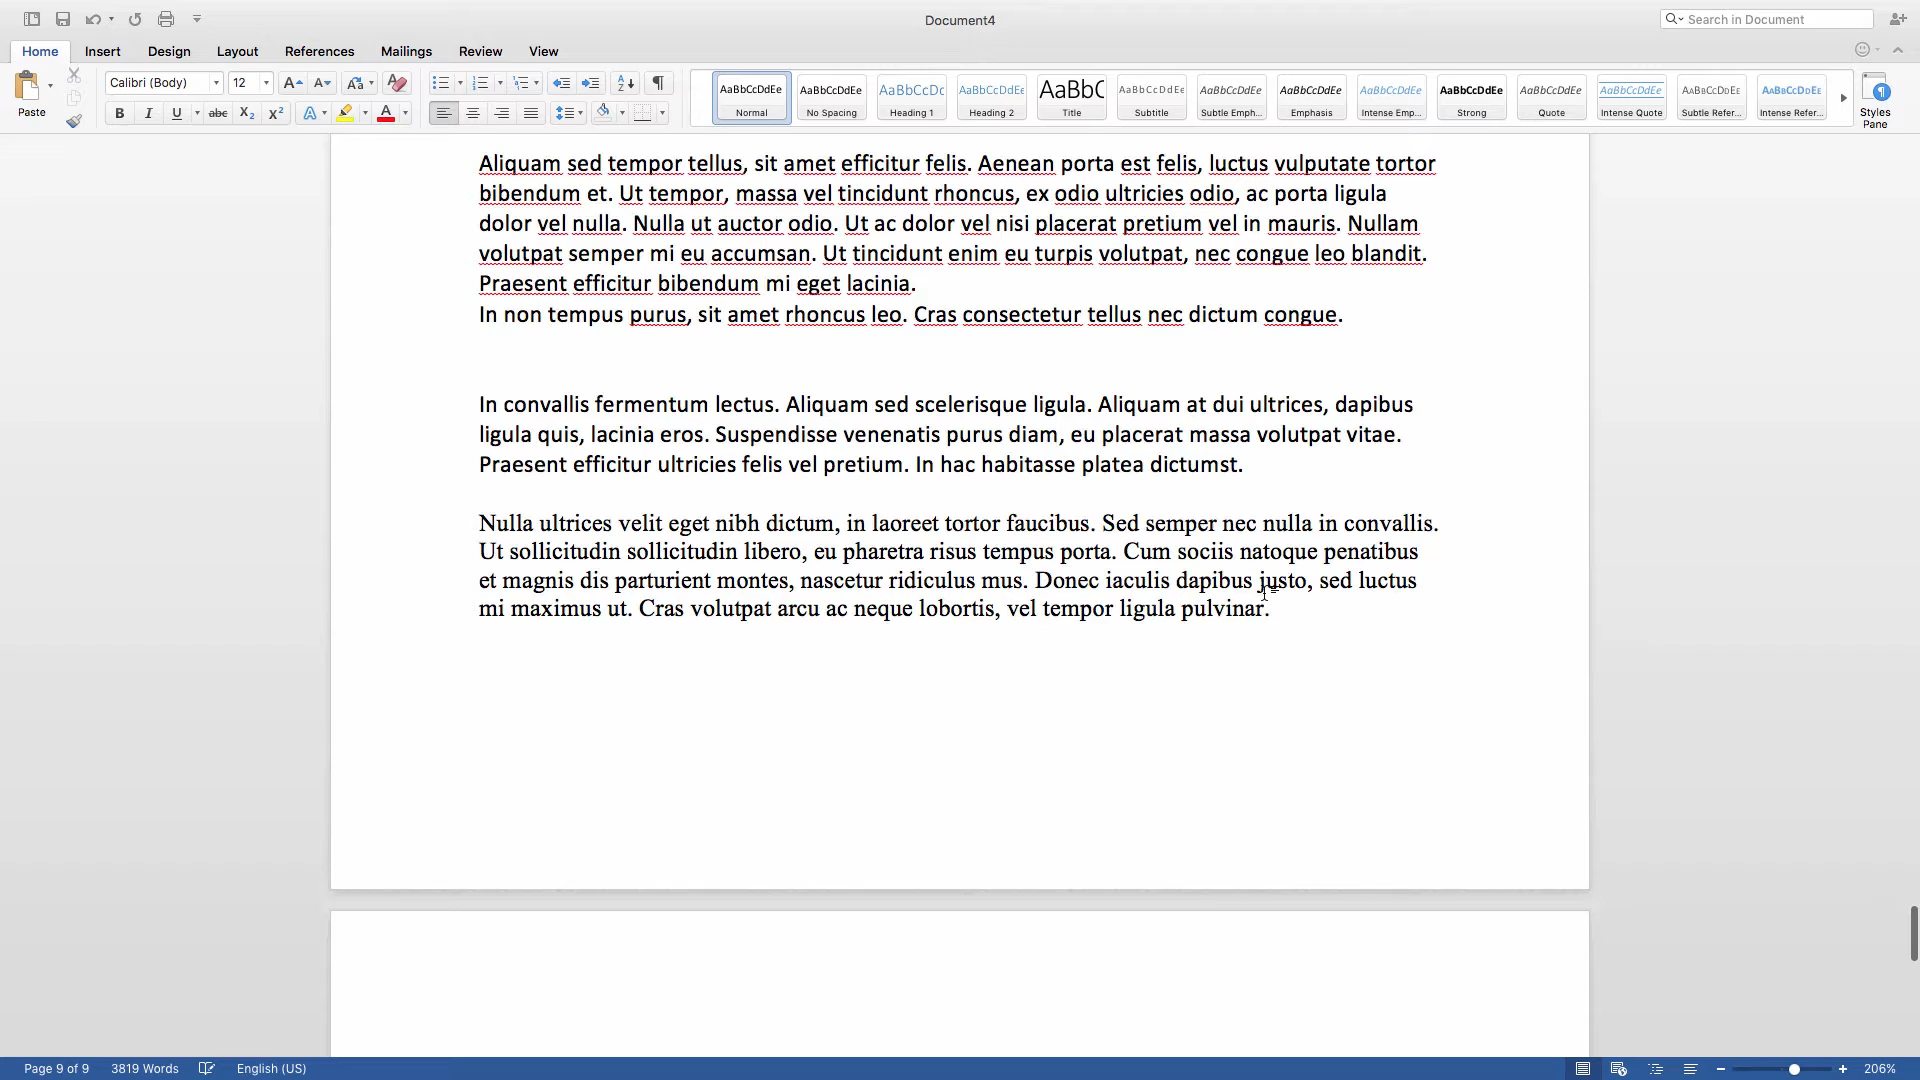 Document4
Search in Document
Home Insert Design Layout References Mailings Review View
Paste
Calibri (Body) 12
AaBbCcDdEe AaBbCcDdEe AaBbCcDc AaBbCcDdEe AaBbC AaBbCcDdEe AaBbCcDdEe AaBbCcDdEe AaBbCcDdEe AaBbCcDdEe AaBbCcDdEe AaBbCcDdEe AaBbCcDdEe AaBbCcDdEe
Normal No Spacing Heading 1 Heading 2 Title Subtitle Subtle Emph... Emphasis Intense Emp... Strong Quote Intense Quote Subtle Refer... Intense Refer...
Styles
Pane
B I U abc X₂ X²
Aliquam sed tempor tellus, sit amet efficitur felis. Aenean porta est felis, luctus vulputate tortor
bibendum et. Ut tempor, massa vel tincidunt rhoncus, ex odio ultricies odio, ac porta ligula
dolor vel nulla. Nulla ut auctor odio. Ut ac dolor vel nisi placerat pretium vel in mauris. Nullam
volutpat semper mi eu accumsan. Ut tincidunt enim eu turpis volutpat, nec congue leo blandit.
Praesent efficitur bibendum mi eget lacinia.
In non tempus purus, sit amet rhoncus leo. Cras consectetur tellus nec dictum congue.
In convallis fermentum lectus. Aliquam sed scelerisque ligula. Aliquam at dui ultrices, dapibus
ligula quis, lacinia eros. Suspendisse venenatis purus diam, eu placerat massa volutpat vitae.
Praesent efficitur ultricies felis vel pretium. In hac habitasse platea dictumst.
Nulla ultrices velit eget nibh dictum, in laoreet tortor faucibus. Sed semper nec nulla in convallis.
Ut sollicitudin sollicitudin libero, eu pharetra risus tempus porta. Cum sociis natoque penatibus
et magnis dis parturient montes, nascetur ridiculus mus. Donec iaculis dapibus justo, sed luctus
mi maximus ut. Cras volutpat arcu ac neque lobortis, vel tempor ligula pulvinar.
Page 9 of 9 3819 Words English (US) 206%